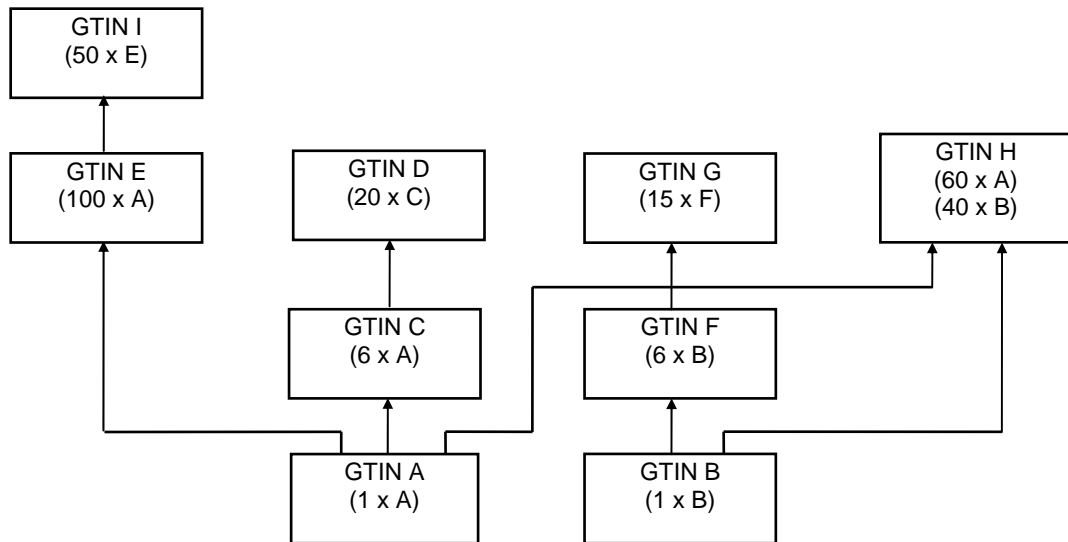 GTIN I
(50 x E)
GTIN E
(100 x A)
GTIN D
(20 x C)
GTIN G
(15 x F)
GTIN H
(60 x A)
(40 x B)
GTIN C
(6 x A)
GTIN F
(6 x B)
GTIN A
(1 x A)
GTIN B
(1 x B)